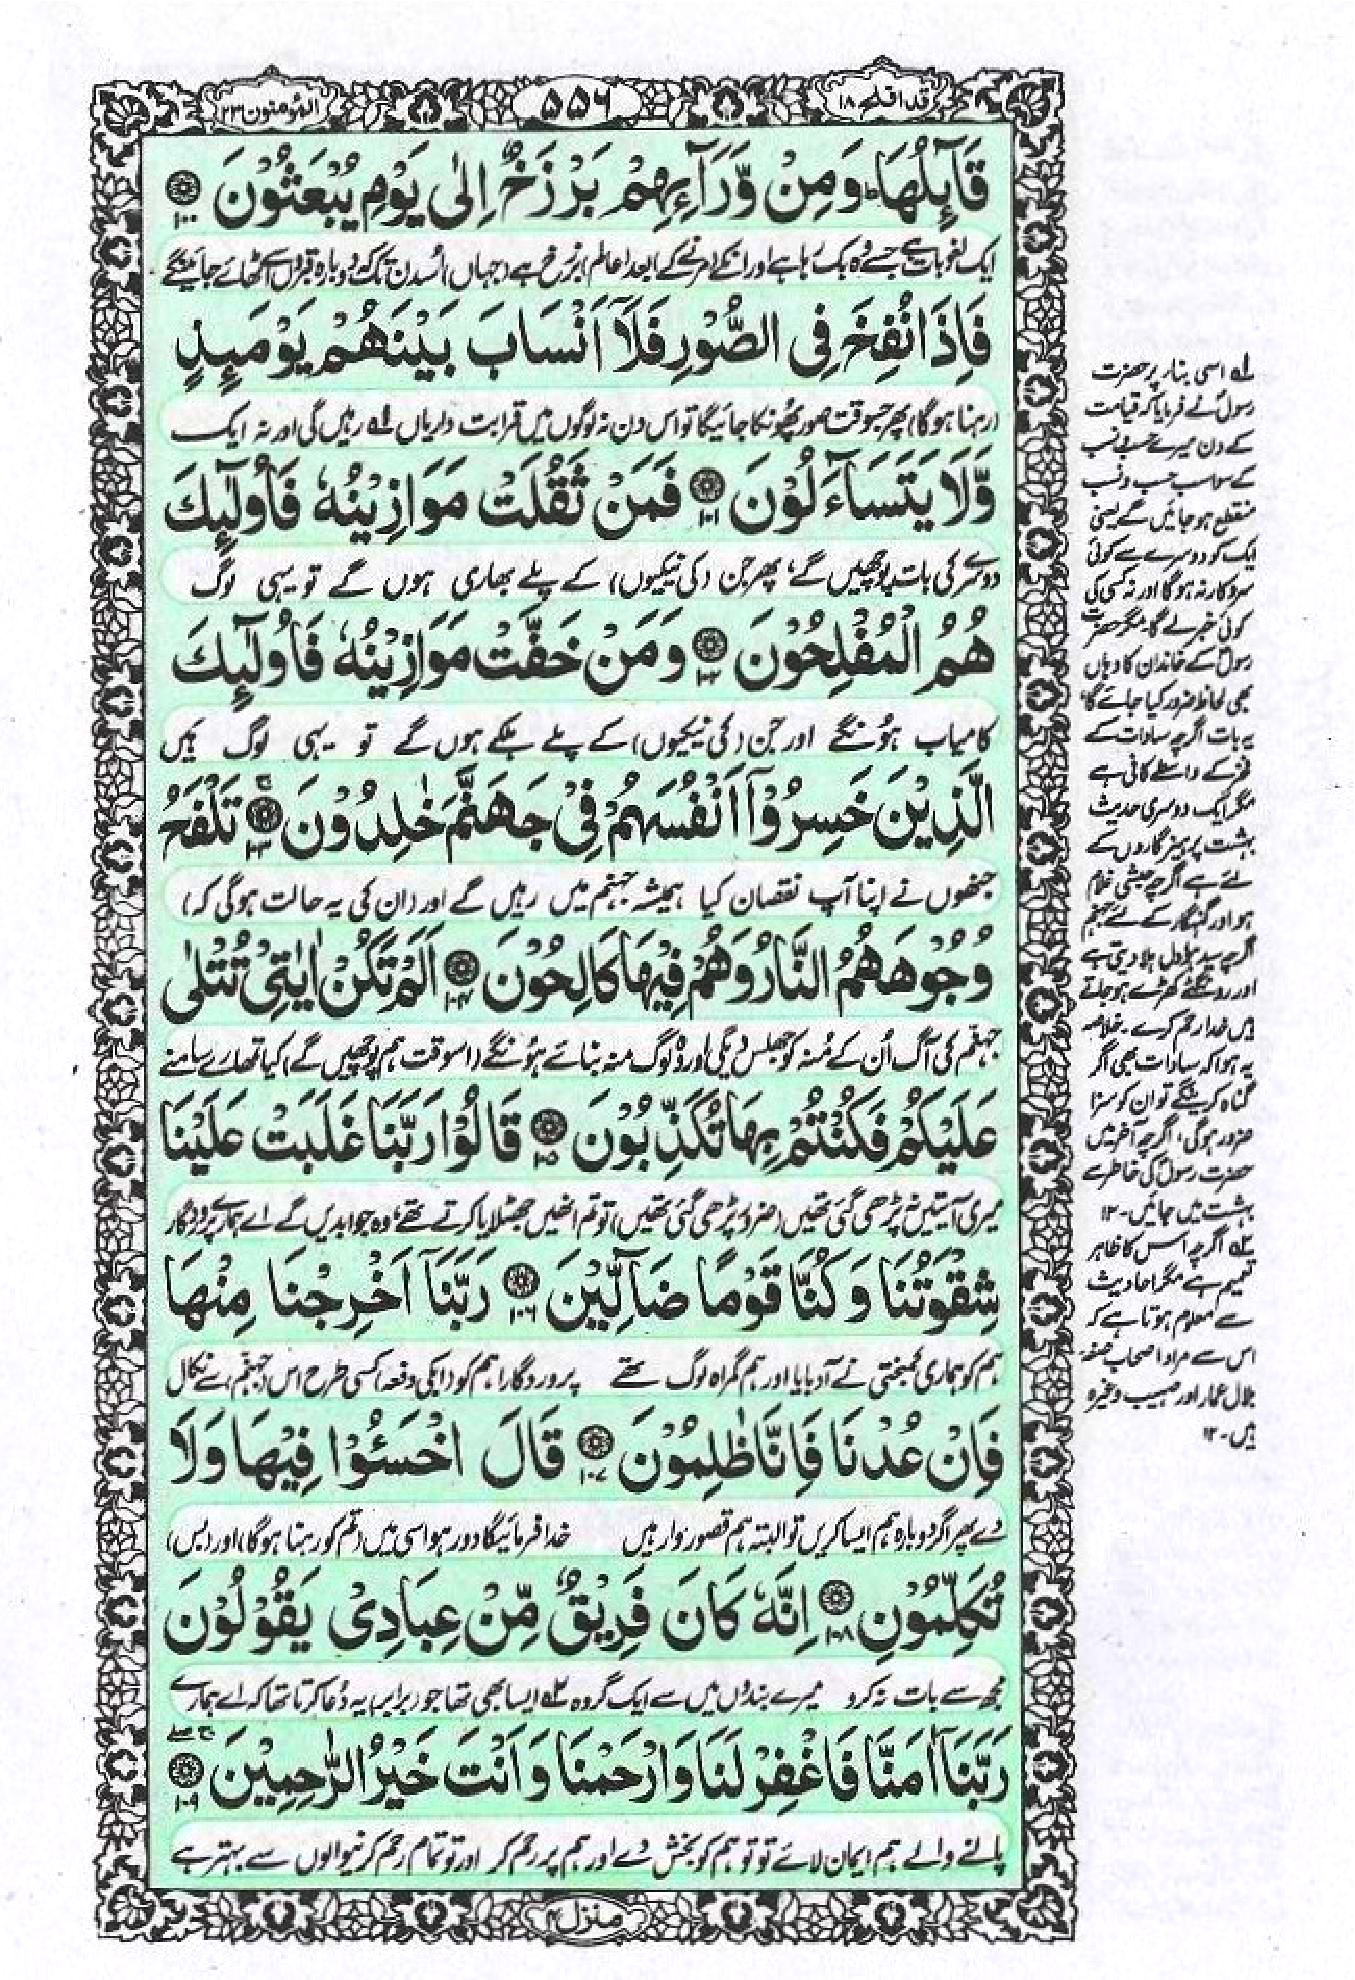 قد افلح ۱۸
۵۵۶
المؤمنون ۲۳
قَآئِلُهَا ؕ وَمِنْ وَّرَآءِهِمْ بَرْزَخٌ اِلٰی یَوْمِ یُبْعَثُوْنَ ۱۰۰
ایک لغو بات ہے جسے وہ بک رہا ہے اور انکے (مرنے کے) بعد (عالم) برزخ ہے (جہاں) اُسدن تک کہ دوبارہ قبروں سے اٹھائے جائینگے
فَاِذَا نُفِخَ فِی الصُّوْرِ فَلَاۤ اَنْسَابَ بَیْنَهُمْ یَوْمَئِذٍ
(رہنا ہوگا) پھر جسوقت صور پھونکا جائیگا تو اس دن نہ لوگوں میں قرابت داریاں ۱؎ رہیں گی اور نہ ایک
وَّلَا یَتَسَآءَلُوْنَ ۱۰۱ فَمَنْ ثَقُلَتْ مَوَازِیْنُهٗ فَاُولٰٓئِكَ
دوسرے کی بات پوچھیں گے، پھر جن (کی نیکیوں) کے پلے بھاری ہوں گے تو یہی لوگ
هُمُ الْمُفْلِحُوْنَ ۱۰۲ وَمَنْ خَفَّتْ مَوَازِیْنُهٗ فَاُولٰٓئِكَ
کامیاب ہونگے اور جن (کی نیکیوں) کے پلے ہلکے ہوں گے تو یہی لوگ ہیں
الَّذِیْنَ خَسِرُوْۤا اَنْفُسَهُمْ فِیْ جَهَنَّمَ خٰلِدُوْنَ ۱۰۳ تَلْفَحُ
جنھوں نے اپنا آپ نقصان کیا ہمیشہ جہنم میں رہیں گے اور (ان کی یہ حالت ہوگی کہ)
وُجُوْهَهُمُ النَّارُ وَهُمْ فِیْهَا كَالِحُوْنَ ۱۰۴ اَلَمْ تَكُنْ اٰیٰتِیْ تُتْلٰی
جہنم کی آگ اُن کے مُنہ کو جھلس دیگی اور وہ لوگ منہ بنائے ہونگے (اسوقت ہم پوچھیں گے) کیا تمھارے سامنے
عَلَیْكُمْ فَكُنْتُمْ بِهَا تُكَذِّبُوْنَ ۱۰۵ قَالُوْا رَبَّنَا غَلَبَتْ عَلَیْنَا
میری آیتیں نہ پڑھی گئی تھیں (ضرور پڑھی گئی تھیں) تو تم انھیں جھٹلایا کرتے تھے، وہ جواب دیں گے اے ہمارے پروردگار
شِقْوَتُنَا وَكُنَّا قَوْمًا ضَآلِّیْنَ ۱۰۶ رَبَّنَاۤ اَخْرِجْنَا مِنْهَا
ہم کو ہماری کمبختی نے آدبایا اور ہم گمراہ لوگ تھے پروردگارا ہم کو (ابکی دفعہ) کسی طرح اس (جہنم) سے نکال
فَاِنْ عُدْنَا فَاِنَّا ظٰلِمُوْنَ ۱۰۷ قَالَ اخْسَئُوْا فِیْهَا وَلَا
دے پھر اگر دوبارہ ہم ایسا کریں تو البتہ ہم قصوروار ہیں خدا فرمائیگا دور ہو اسی میں (تم کو رہنا ہوگا) اور (بس)
تُكَلِّمُوْنِ ۱۰۸ اِنَّهٗ كَانَ فَرِیْقٌ مِّنْ عِبَادِیْ یَقُوْلُوْنَ
مجھ سے بات نہ کرو میرے بندوں میں سے ایک گروہ ۲؎ ایسا بھی تھا جو (برابر) یہ دُعا کرتا تھا کہ اے ہمارے
رَبَّنَاۤ اٰمَنَّا فَاغْفِرْ لَنَا وَارْحَمْنَا وَاَنْتَ خَیْرُ الرّٰحِمِیْنَ ۱۰۹
پالنے والے ہم ایمان لائے تو تو ہم کو بخش دے اور ہم پر رحم کر اور تو تمام رحم کرنیوالوں سے بہتر ہے
منزل ۴
۱؎ اسی بنار پر حضرت
رسولؐ نے فرمایا کہ قیامت
کے دن میرے حسب نسب
کے سوا سب حسب و نسب
منقطع ہو جائیں گے یعنی
ایک کو دوسرے سے کوئی
سروکار نہ ہوگا اور نہ کسی کی
کوئی خبر لے گا، مگر حضرت
رسولؐ کے خاندان کا وہاں
بھی لحاظ ضرور کیا جائے گا
یہ بات اگرچہ سادات کے
فخر کے واسطے کافی ہے
مگر ایک دوسری حدیث
بہشت پرہیزگاروں کے
لئے ہے اگرچہ حبشی غلام
ہو اور گنہگار کے لئے جہنم
اگرچہ سید ہو دل ہلا دیتی ہے
اور رونگٹے کھڑے ہو جاتے
ہیں خدا رحم کرے۔ خلاصہ
یہ ہوا کہ سادات بھی اگر
گناہ کرینگے تو ان کو سزا
ضرور ہوگی، اگرچہ آخر میں
حضرت رسولؐ کی خاطر سے
بہشت میں جائیں۔ ۱۲
۲؎ اگرچہ اس کا ظاہر
تعمیم ہے مگر احادیث
سے معلوم ہوتا ہے کہ
اس سے مراد اصحاب صفہ
بلال عمار اور صہیب وغیرہ
ہیں۔ ۱۲